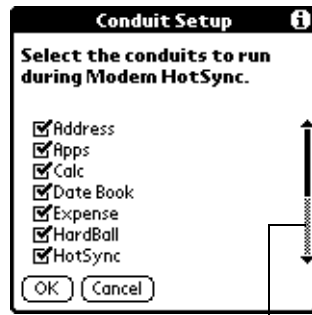 Conduit Setup
Select the conduits to run
during Modem HotSync.
Address
Apps
Calc
Date Book
Expense
HardBall
HotSync
OK Cancel